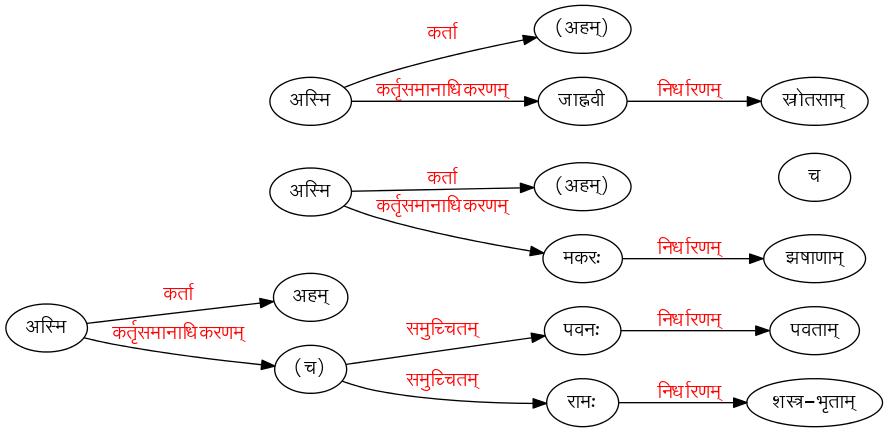 कर्ता
(अहम्)
अस्मि
कर्तृसमानाधिकरणम्
जाह्नवी
निर्धारणम्
स्रोतसाम्
अस्मि
कर्ता
(अहम्)
च
कर्तृसमानाधिकरणम्
मकरः
निर्धारणम्
झषाणाम्
अस्मि
कर्ता
अहम्
कर्तृसमानाधिकरणम्
(च)
समुच्चितम्
पवनः
निर्धारणम्
पवताम्
समुच्चितम्
रामः
निर्धारणम्
शस्त्र-भृताम्